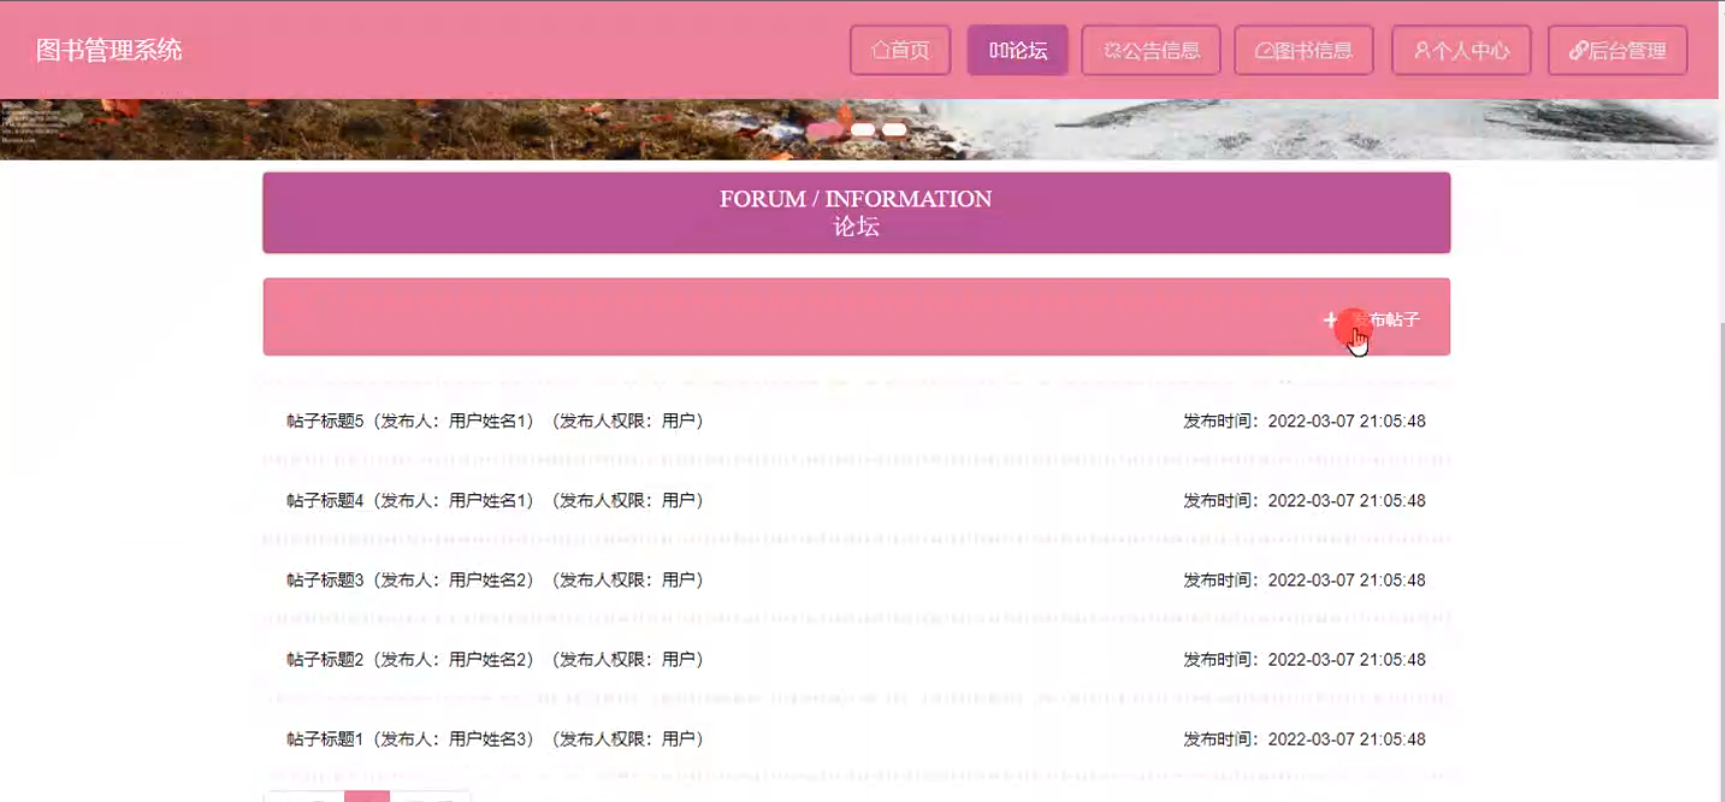 图书管理系统
首页
论坛
公告信息
图书信息
个人中心
后台管理
FORUM / INFORMATION
论坛
+ 发布帖子
帖子标题5（发布人：用户姓名1）（发布人权限：用户） 发布时间：2022-03-07 21:05:48
帖子标题4（发布人：用户姓名1）（发布人权限：用户） 发布时间：2022-03-07 21:05:48
帖子标题3（发布人：用户姓名2）（发布人权限：用户） 发布时间：2022-03-07 21:05:48
帖子标题2（发布人：用户姓名2）（发布人权限：用户） 发布时间：2022-03-07 21:05:48
帖子标题1（发布人：用户姓名3）（发布人权限：用户） 发布时间：2022-03-07 21:05:48